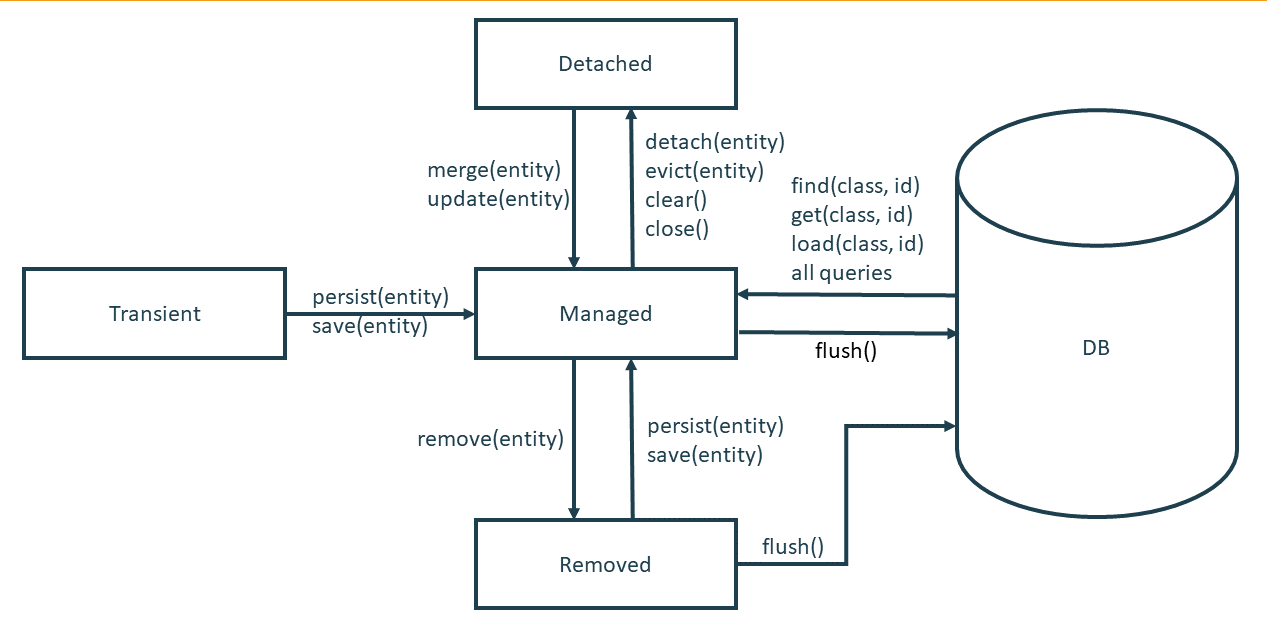 Detached
merge(entity)
update(entity)
detach(entity)
evict(entity)
clear()
close()
find(class, id)
get(class, id)
load(class, id)
all queries
Transient
persist(entity)
save(entity)
Managed
flush()
DB
remove(entity)
persist(entity)
save(entity)
Removed
flush()